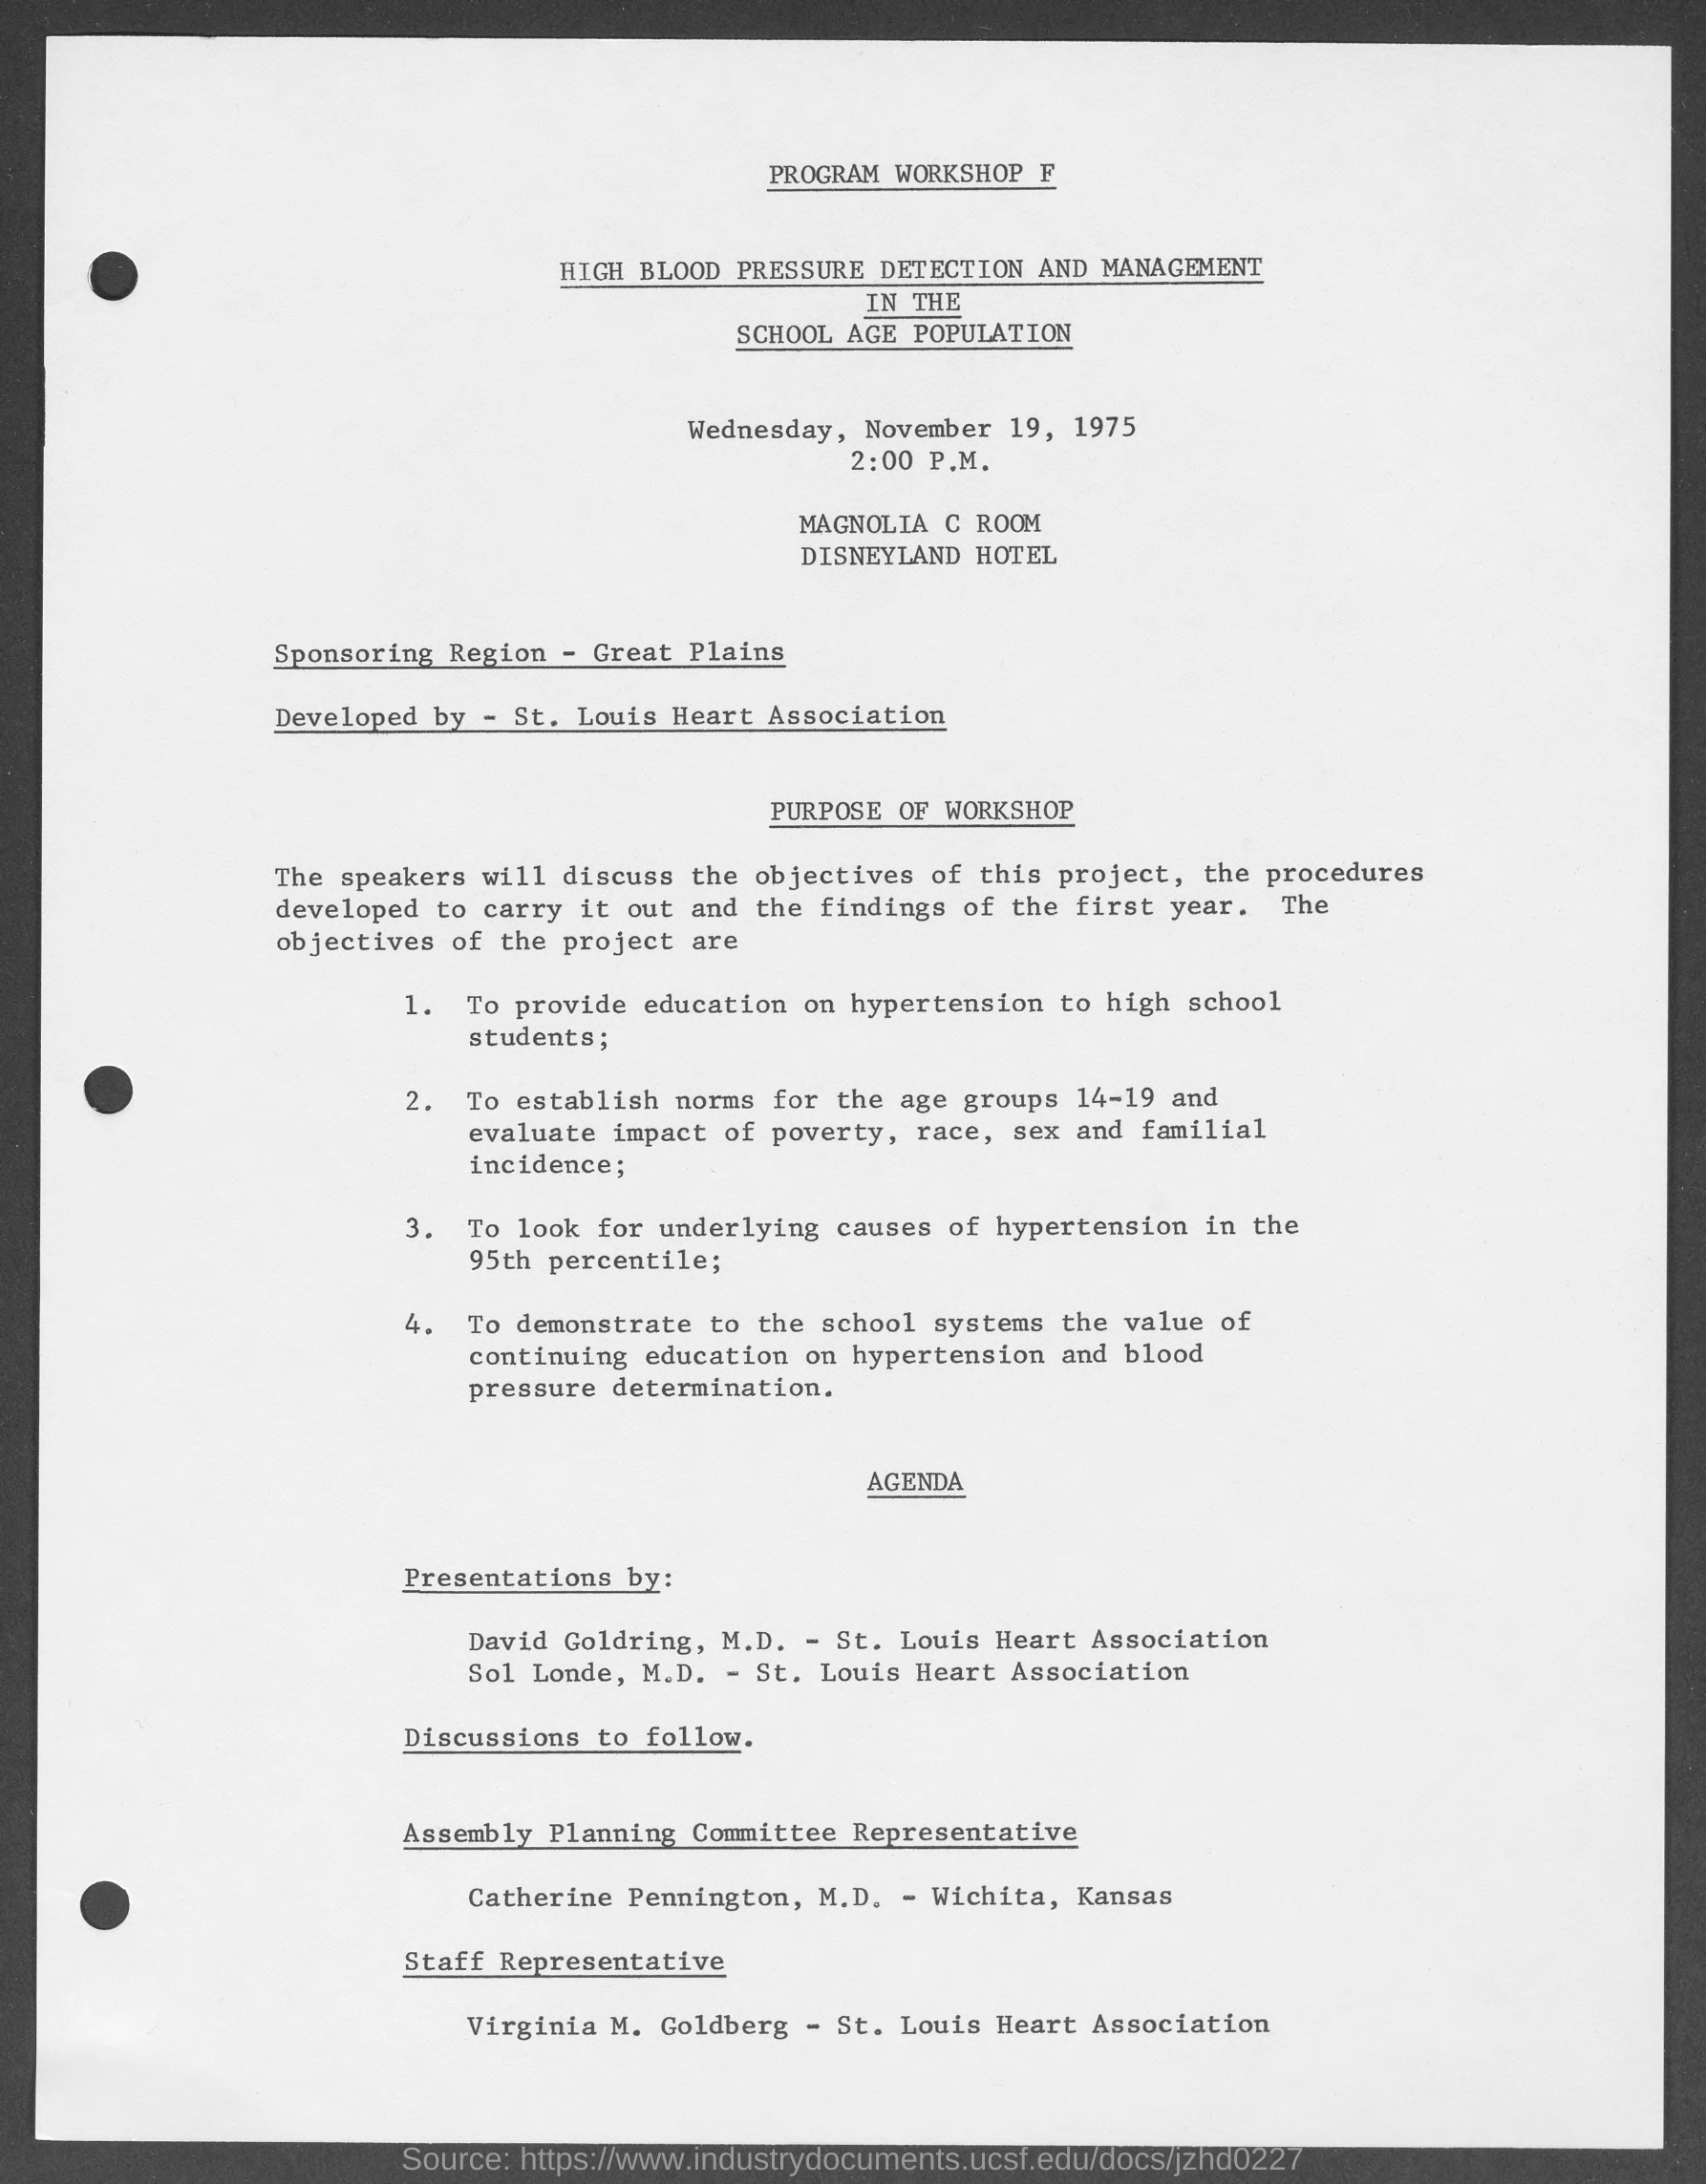 PROGRAM WORKSHOP F
HIGH BLOOD PRESSURE DETECTION AND MANAGEMENT
IN THE
SCHOOL AGE POPULATION
Wednesday, November 19, 1975
2:00 P.M.
MAGNOLIA C ROOM
DISNEYLAND HOTEL
Sponsoring Region - Great Plains
Developed by - St. Louis Heart Association
PURPOSE OF WORKSHOP
The speakers will discuss the objectives of this project, the procedures
developed to carry it out and the findings of the first year. The
objectives of the project are
1. To provide education on hypertension to high school
students;
2. To establish norms for the age groups 14-19 and
evaluate impact of poverty, race, sex and familial
incidence;
3. To look for underlying causes of hypertension in the
95th percentile;
4. To demonstrate to the school systems the value of
continuing education on hypertension and blood
pressure determination.
AGENDA
Presentations by:
David Goldring, M.D. - St. Louis Heart Association
Sol Londe, M.D. - St. Louis Heart Association
Discussions to follow.
Assembly Planning Committee Representative
Catherine Pennington, M.D. - Wichita, Kansas
Staff Representative
Virginia M. Goldberg - St. Louis Heart Association
Source: https://www.industrydocuments.ucsf.edu/docs/jzhd0227